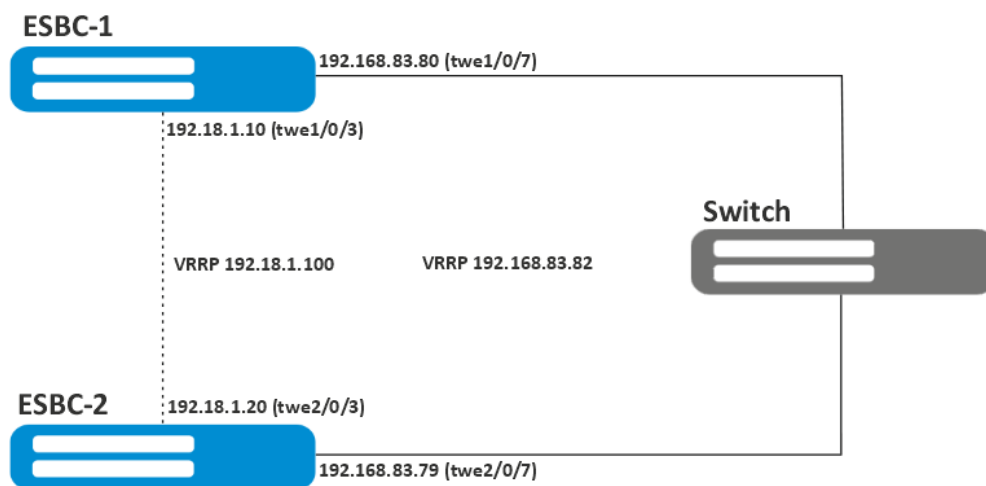 ESBC-1
192.168.83.80 (twe1/0/7)
192.18.1.10 (twe1/0/3)
Switch
VRRP 192.18.1.100
VRRP 192.168.83.82
ESBC-2
192.18.1.20 (twe2/0/3)
192.168.83.79 (twe2/0/7)